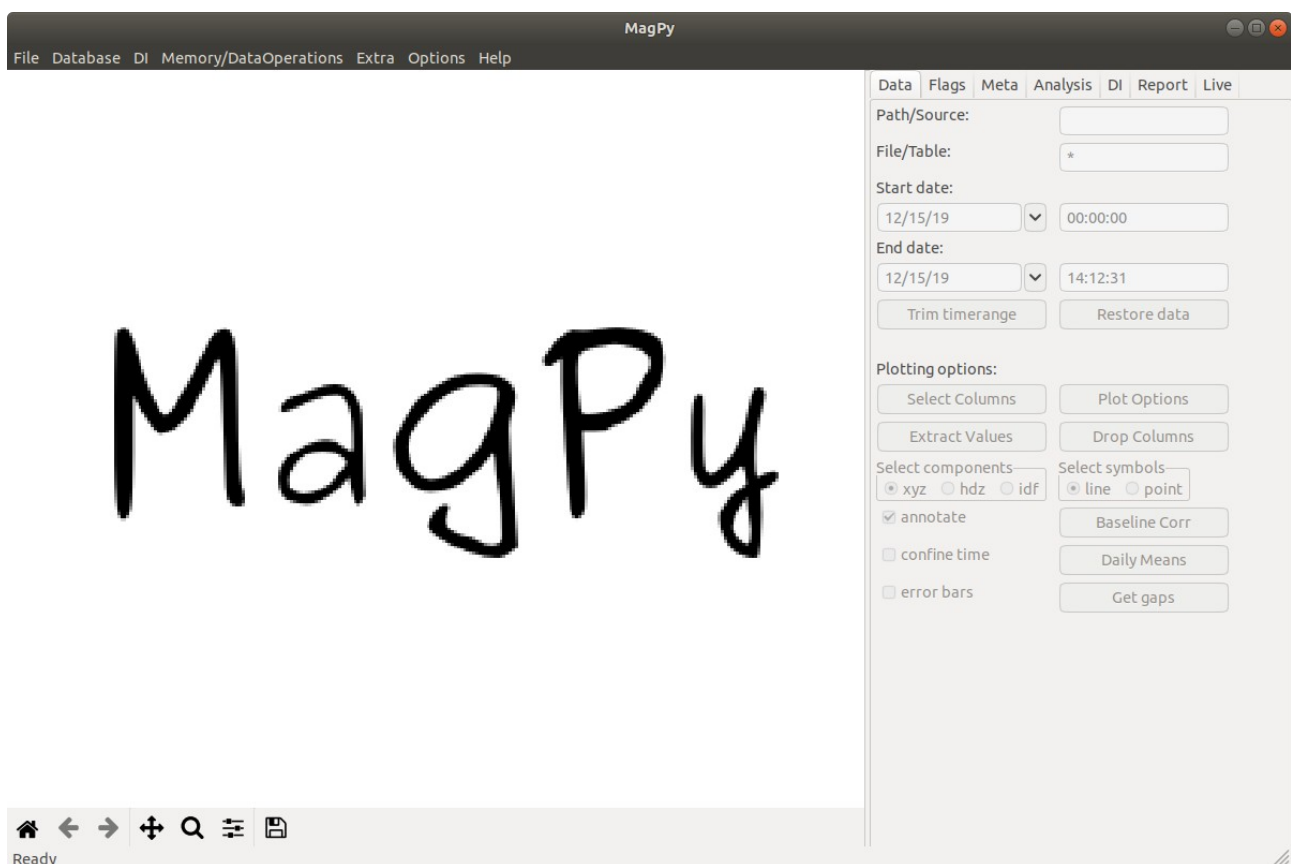 MagPy
File Database DI Memory/DataOperations Extra Options Help
MagPy
Data Flags Meta Analysis DI Report Live
Path/Source:
File/Table: *
Start date:
12/15/19 00:00:00
End date:
12/15/19 14:12:31
Trim timerange Restore data
Plotting options:
Select Columns Plot Options
Extract Values Drop Columns
Select components Select symbols
xyz hdz idf line point
annotate Baseline Corr
confine time Daily Means
error bars Get gaps
Ready